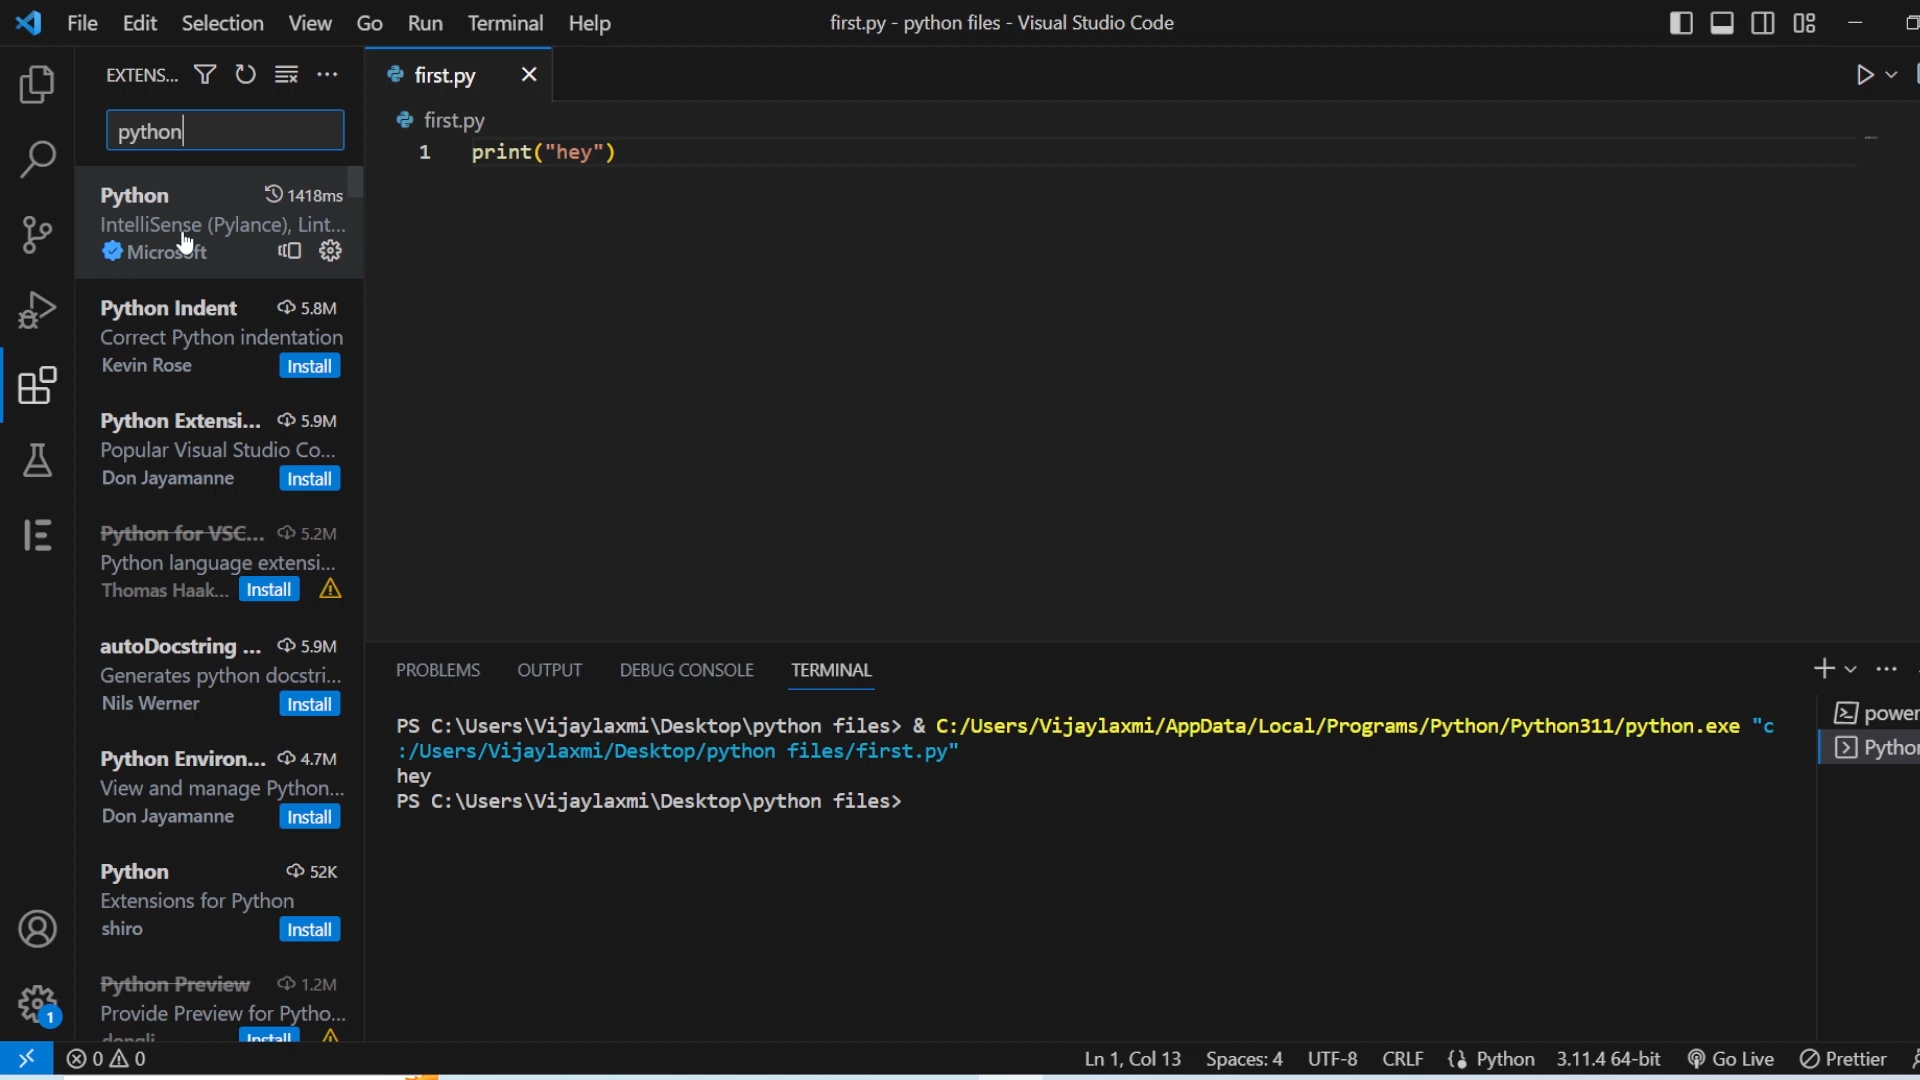 File Edit Selection View Go Run Terminal Help
first.py - python files - Visual Studio Code
EXTENS...
python
Python 1418ms
IntelliSense (Pylance), Lint...
Microsoft
Python Indent 5.8M
Correct Python indentation
Kevin Rose Install
Python Extensi... 5.9M
Popular Visual Studio Co...
Don Jayamanne Install
Python for VSC... 5.2M
Python language extensi...
Thomas Haak... Install
autoDocstring ... 5.9M
Generates python docstri...
Nils Werner Install
Python Environ... 4.7M
View and manage Python...
Don Jayamanne Install
Python 52K
Extensions for Python
shiro Install
Python Preview 1.2M
Provide Preview for Pytho...
Install
1
first.py
first.py
1 print("hey")
PROBLEMS OUTPUT DEBUG CONSOLE TERMINAL
PS C:\Users\Vijaylaxmi\Desktop\python files> & C:/Users/Vijaylaxmi/AppData/Local/Programs/Python/Python311/python.exe "c
:/Users/Vijaylaxmi/Desktop/python files/first.py"
hey
PS C:\Users\Vijaylaxmi\Desktop\python files>
power
Python
0 0
Ln 1, Col 13 Spaces: 4 UTF-8 CRLF Python 3.11.4 64-bit Go Live Prettier